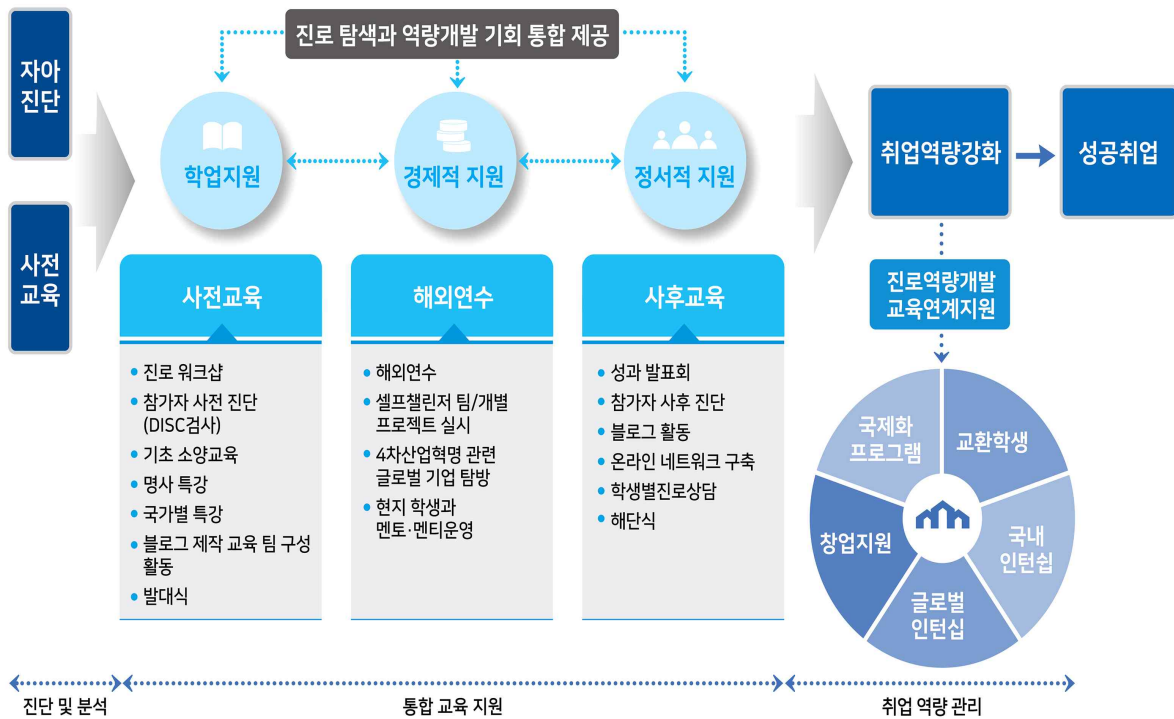 진로 탐색과 역량개발 기회 통합 제공
자아
진단
사전
교육
학업지원
경제적 지원
정서적 지원
취업역량강화
성공취업
사전교육
• 진로 워크샵
• 참가자 사전 진단
(DISC검사)
• 기초 소양교육
• 명사 특강
• 국가별 특강
• 블로그 제작 교육 팀 구성
활동
• 발대식
해외연수
• 해외연수
• 셀프챌린저 팀/개별
프로젝트 실시
• 4차산업혁명 관련
글로벌 기업 탐방
• 현지 학생과
멘토·멘티운영
사후교육
• 성과 발표회
• 참가자 사후 진단
• 블로그 활동
• 온라인 네트워크 구축
• 학생별진로상담
• 해단식
진로역량개발
교육연계지원
국제화
프로그램
교환학생
국내
인턴쉽
글로벌
인턴십
창업지원
진단 및 분석
통합 교육 지원
취업 역량 관리